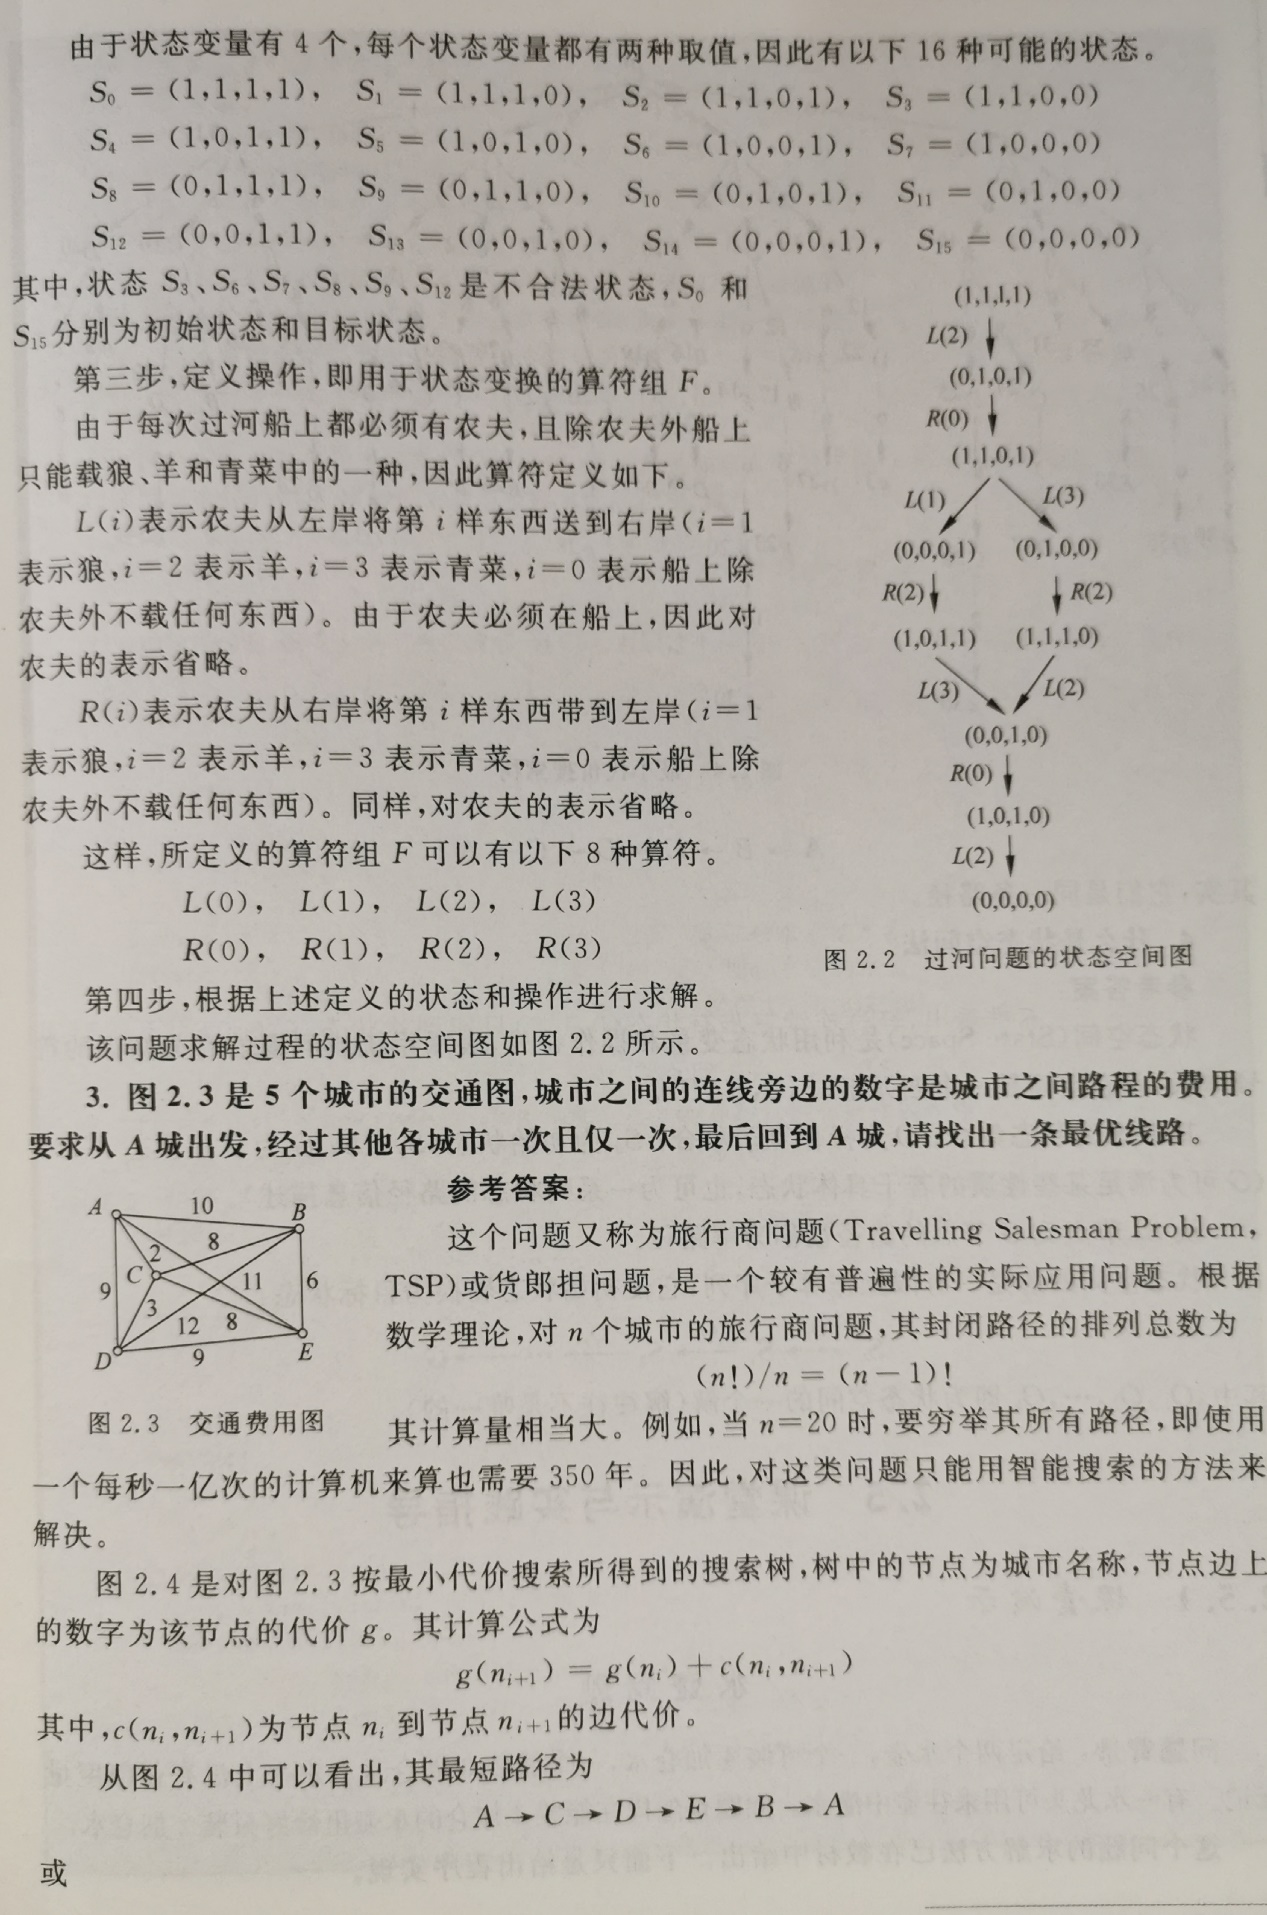 由于状态变量有 4 个,每个状态变量都有两种取值,因此有以下 16 种可能的状态。
S₀ = (1,1,1,1), S₁ = (1,1,1,0), S₂ = (1,1,0,1), S₃ = (1,1,0,0)
S₄ = (1,0,1,1), S₅ = (1,0,1,0), S₆ = (1,0,0,1), S₇ = (1,0,0,0)
S₈ = (0,1,1,1), S₉ = (0,1,1,0), S₁₀ = (0,1,0,1), S₁₁ = (0,1,0,0)
S₁₂ = (0,0,1,1), S₁₃ = (0,0,1,0), S₁₄ = (0,0,0,1), S₁₅ = (0,0,0,0)
其中,状态 S₃、S₆、S₇、S₈、S₉、S₁₂是不合法状态,S₀ 和
S₁₅分别为初始状态和目标状态。
第三步,定义操作,即用于状态变换的算符组 F。
由于每次过河船上都必须有农夫,且除农夫外船上
只能载狼、羊和青菜中的一种,因此算符定义如下。
L(i)表示农夫从左岸将第 i 样东西送到右岸(i=1
表示狼,i=2 表示羊,i=3 表示青菜,i=0 表示船上除
农夫外不载任何东西)。由于农夫必须在船上,因此对
农夫的表示省略。
R(i)表示农夫从右岸将第 i 样东西带到左岸(i=1
表示狼,i=2 表示羊,i=3 表示青菜,i=0 表示船上除
农夫外不载任何东西)。同样,对农夫的表示省略。
这样,所定义的算符组 F 可以有以下 8 种算符。
L(0), L(1), L(2), L(3)
R(0), R(1), R(2), R(3)
(1,1,1,1)
L(2)
(0,1,0,1)
R(0)
(1,1,0,1)
L(1) L(3)
(0,0,0,1) (0,1,0,0)
R(2) R(2)
(1,0,1,1) (1,1,1,0)
L(3) L(2)
(0,0,1,0)
R(0)
(1,0,1,0)
L(2)
(0,0,0,0)
图 2.2 过河问题的状态空间图
第四步,根据上述定义的状态和操作进行求解。
该问题求解过程的状态空间图如图 2.2 所示。
3. 图 2.3 是 5 个城市的交通图,城市之间的连线旁边的数字是城市之间路程的费用。
要求从 A 城出发,经过其他各城市一次且仅一次,最后回到 A 城,请找出一条最优线路。
A 10 B
8
2
C 11 6
9
3
12 8
D 9 E
图 2.3 交通费用图
参考答案:
这个问题又称为旅行商问题(Travelling Salesman Problem,
TSP)或货郎担问题,是一个较有普遍性的实际应用问题。根据
数学理论,对 n 个城市的旅行商问题,其封闭路径的排列总数为
(n!)/n = (n−1)!
其计算量相当大。例如,当 n=20 时,要穷举其所有路径,即使用
一个每秒一亿次的计算机来算也需要 350 年。因此,对这类问题只能用智能搜索的方法来
解决。
图 2.4 是对图 2.3 按最小代价搜索所得到的搜索树,树中的节点为城市名称,节点边上
的数字为该节点的代价 g。其计算公式为
g(nᵢ₊₁) = g(nᵢ)+c(nᵢ,nᵢ₊₁)
其中,c(nᵢ,nᵢ₊₁)为节点 nᵢ 到节点 nᵢ₊₁的边代价。
从图 2.4 中可以看出,其最短路径为
A→C→D→E→B→A
或